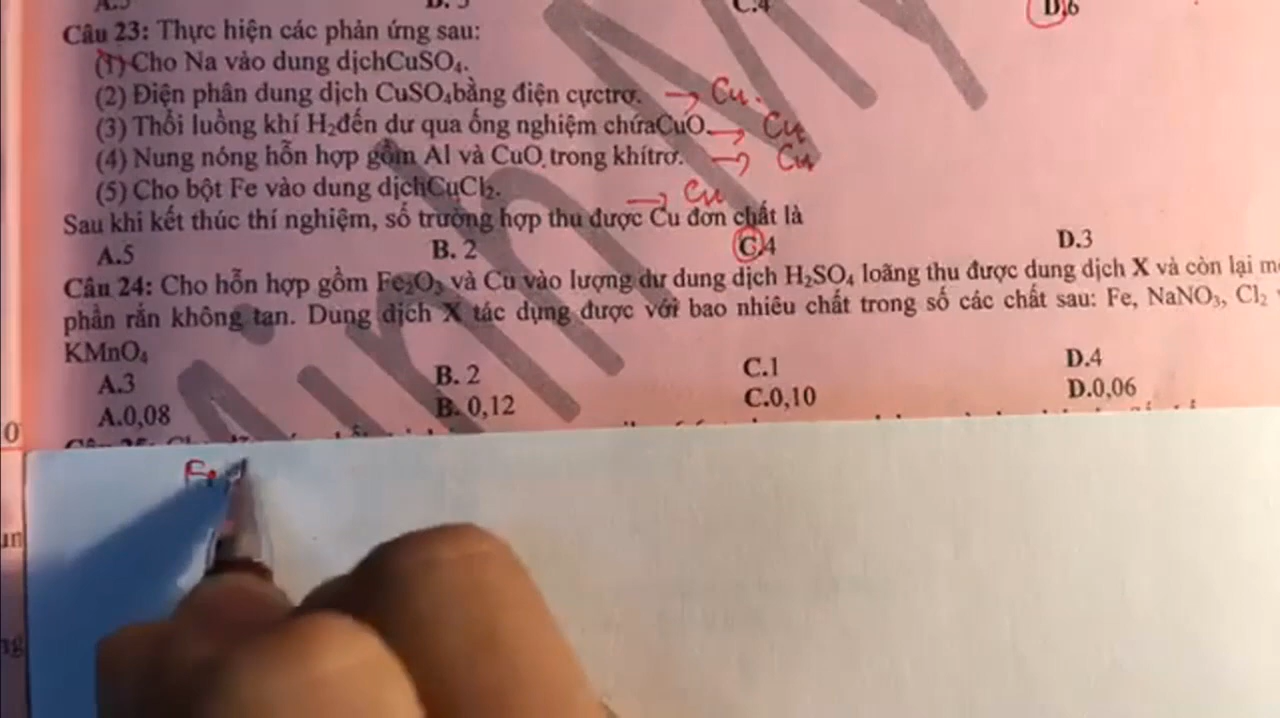 A.5 B. 3 C.4 D.6
Câu 23: Thực hiện các phản ứng sau:
(1) Cho Na vào dung dịchCuSO₄.
(2) Điện phân dung dịch CuSO₄bằng điện cựctrơ. → Cu.
(3) Thổi luồng khí H₂đến dư qua ống nghiệm chứaCuO. → Cu
(4) Nung nóng hỗn hợp gồm Al và CuO trong khítrơ. → Cu
(5) Cho bột Fe vào dung dịchCuCl₂. → Cu
Sau khi kết thúc thí nghiệm, số trường hợp thu được Cu đơn chất là
A.5 B. 2 C.4 D.3
Câu 24: Cho hỗn hợp gồm Fe₂O₃ và Cu vào lượng dư dung dịch H₂SO₄ loãng thu được dung dịch X và còn lại
phần rắn không tan. Dung dịch X tác dụng được với bao nhiêu chất trong số các chất sau: Fe, NaNO₃, Cl₂
KMnO₄
A.3 B. 2 C.1 D.4
A.0,08 B. 0,12 C.0,10 D.0,06